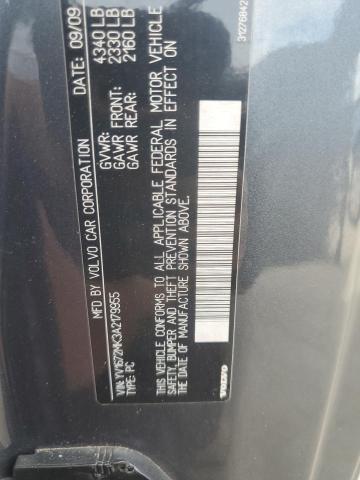 MFD BY VOLVO CAR CORPORATION DATE: 09/09
GVWR: 4340 LB
GAWR FRONT: 2330 LB
GAWR REAR: 2160 LB
VIN: YV1672MK3A2179955
TYPE: PC
THIS VEHICLE CONFORMS TO ALL APPLICABLE FEDERAL MOTOR VEHICLE
SAFETY, BUMPER AND THEFT PREVENTION STANDARDS IN EFFECT ON
THE DATE OF MANUFACTURE SHOWN ABOVE.
VOLVO
31276842